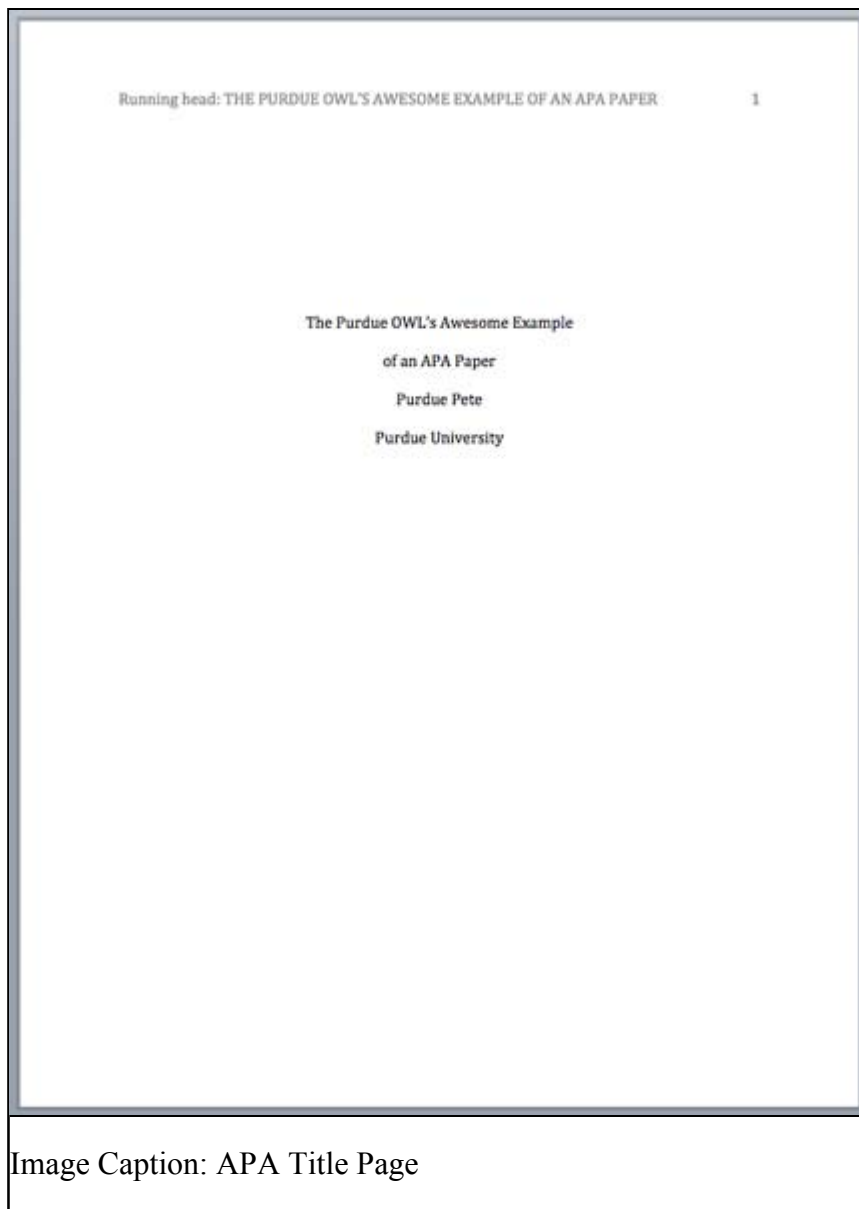 Running head: THE PURDUE OWL'S AWESOME EXAMPLE OF AN APA PAPER 1
The Purdue OWL's Awesome Example
of an APA Paper
Purdue Pete
Purdue University
Image Caption: APA Title Page